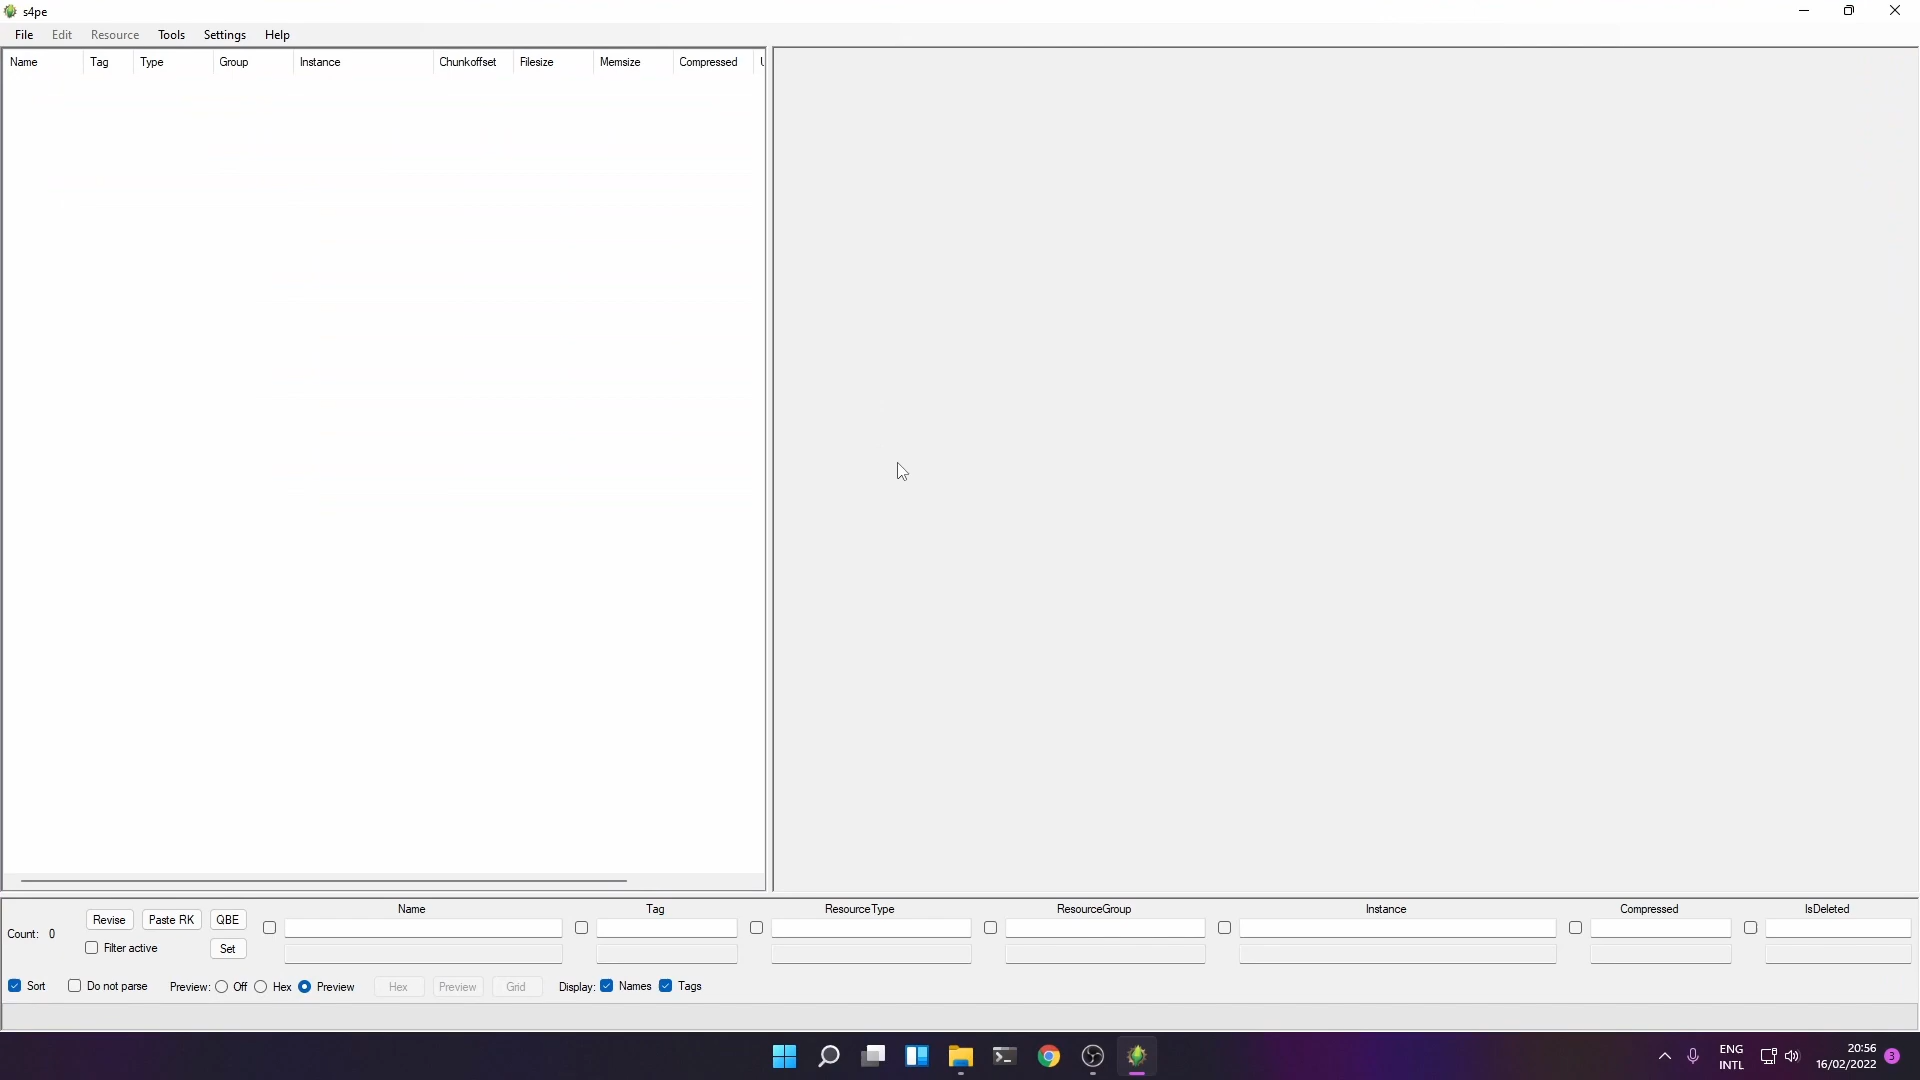 s4pe
File Edit Resource Tools Settings Help
Name Tag Type Group Instance Chunkoffset Filesize Memsize Compressed
Name Tag ResourceType ResourceGroup Instance Compressed IsDeleted
Revise Paste RK QBE
Count: 0
Filter active Set
Sort Do not parse Preview: Off Hex Preview Hex Preview Grid Display: Names Tags
ENG 20:56
INTL 16/02/2022 3